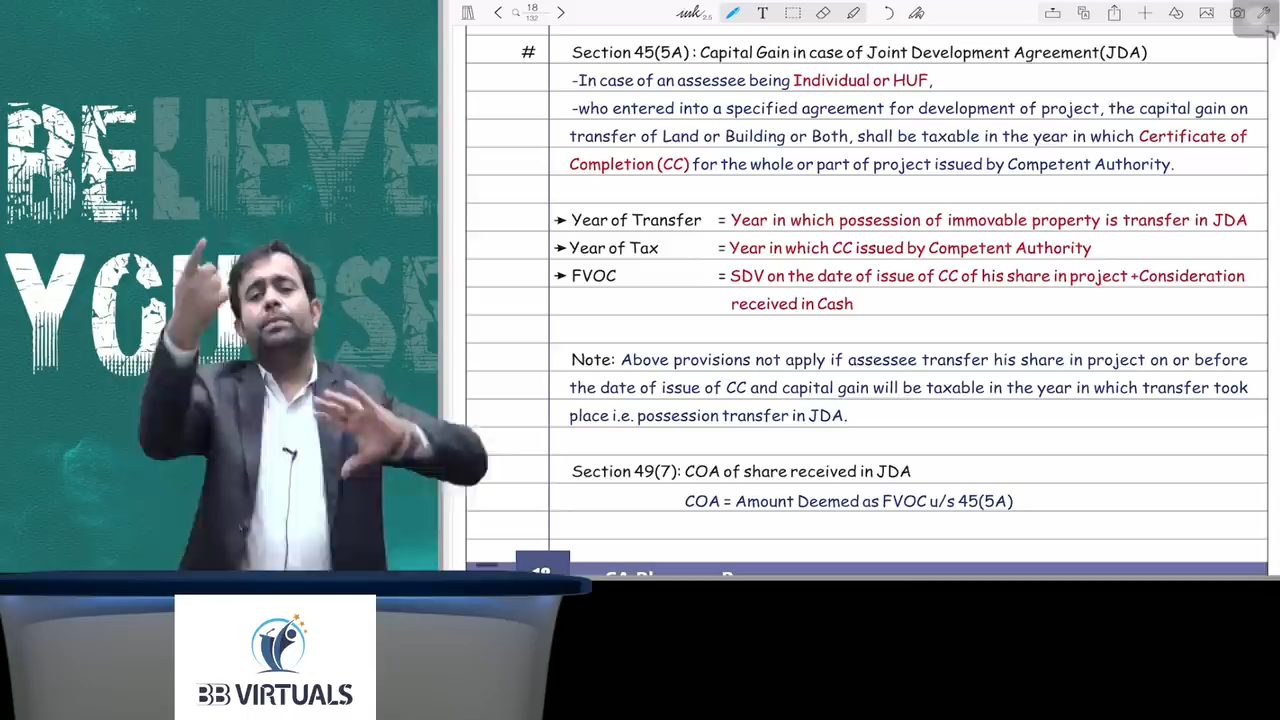 BELIEVE
YOURSE
BB VIRTUALS
18
132
2.5
T
# Section 45(5A) : Capital Gain in case of Joint Development Agreement(JDA)
-In case of an assessee being Individual or HUF,
-who entered into a specified agreement for development of project, the capital gain on
transfer of Land or Building or Both, shall be taxable in the year in which Certificate of
Completion (CC) for the whole or part of project issued by Competent Authority.
➔ Year of Transfer = Year in which possession of immovable property is transfer in JDA
➔ Year of Tax = Year in which CC issued by Competent Authority
➔ FVOC = SDV on the date of issue of CC of his share in project +Consideration
received in Cash
Note: Above provisions not apply if assessee transfer his share in project on or before
the date of issue of CC and capital gain will be taxable in the year in which transfer took
place i.e. possession transfer in JDA.
Section 49(7): COA of share received in JDA
COA = Amount Deemed as FVOC u/s 45(5A)